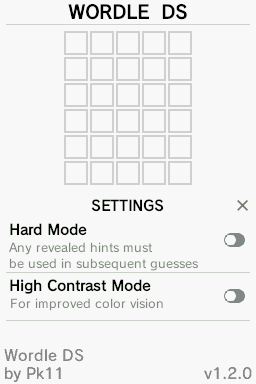 WORDLE DS
SETTINGS
Hard Mode
Any revealed hints must
be used in subsequent guesses
High Contrast Mode
For improved color vision
Wordle DS
by Pk11
v1.2.0